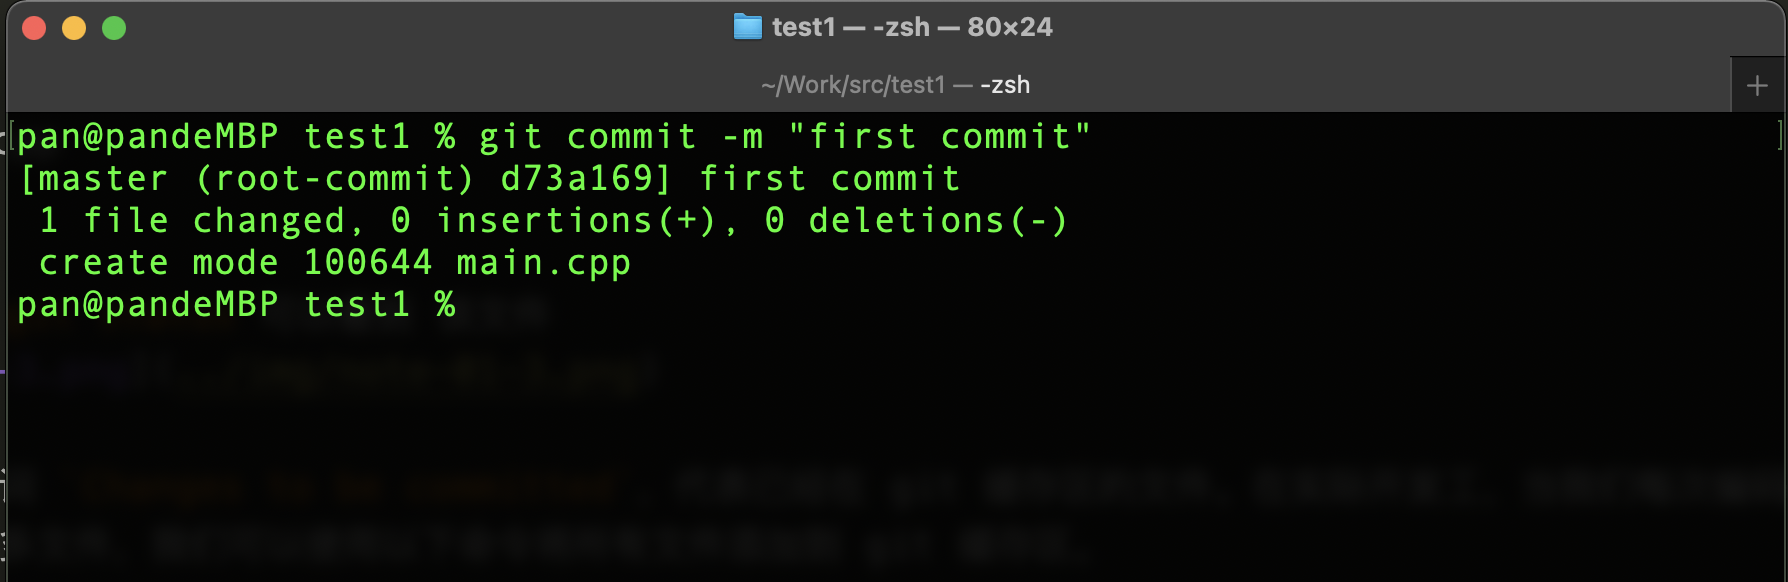 test1 — -zsh — 80×24
~/Work/src/test1 — -zsh
pan@pandeMBP test1 % git commit -m "first commit"
[master (root-commit) d73a169] first commit
 1 file changed, 0 insertions(+), 0 deletions(-)
 create mode 100644 main.cpp
pan@pandeMBP test1 %